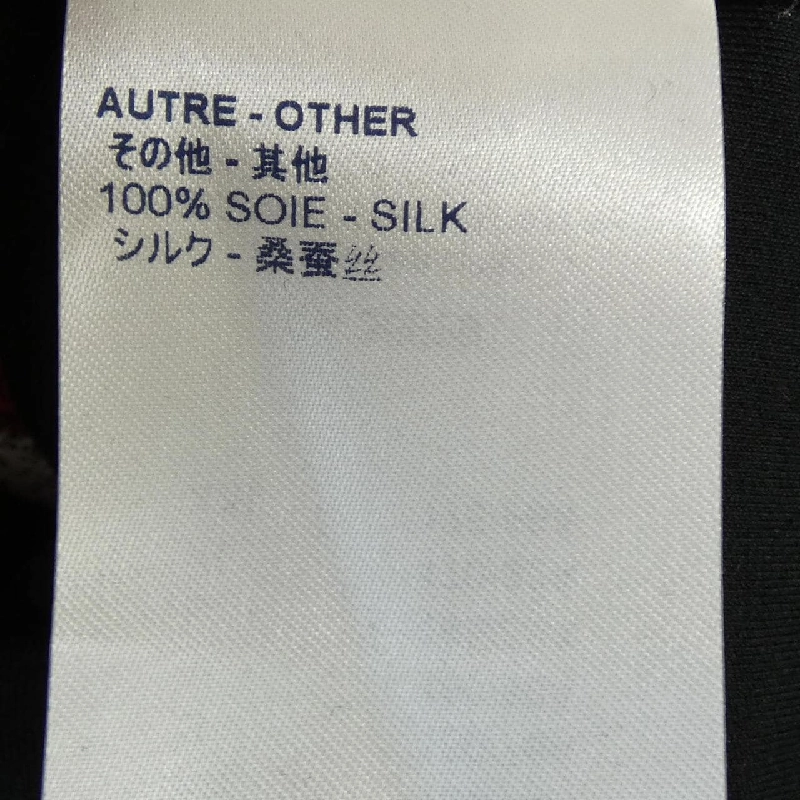 AUTRE - OTHER
その他 - 其他
100% SOIE - SILK
シルク - 桑蚕丝